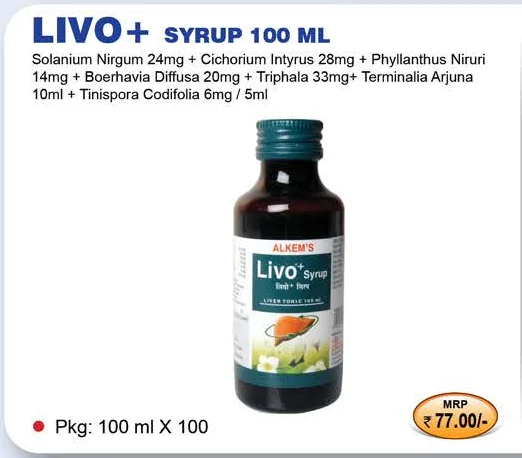 LIVO+ SYRUP 100 ML
Solanium Nirgum 24mg + Cichorium Intyrus 28mg + Phyllanthus Niruri
14mg + Boerhavia Diffusa 20mg + Triphala 33mg+ Terminalia Arjuna
10ml + Tinispora Codifolia 6mg / 5ml
ALKEM'S
Livo+ Syrup
लिवो+ सिरप
LIVER TONIC 100 ml
Pkg: 100 ml X 100
MRP
₹ 77.00/-